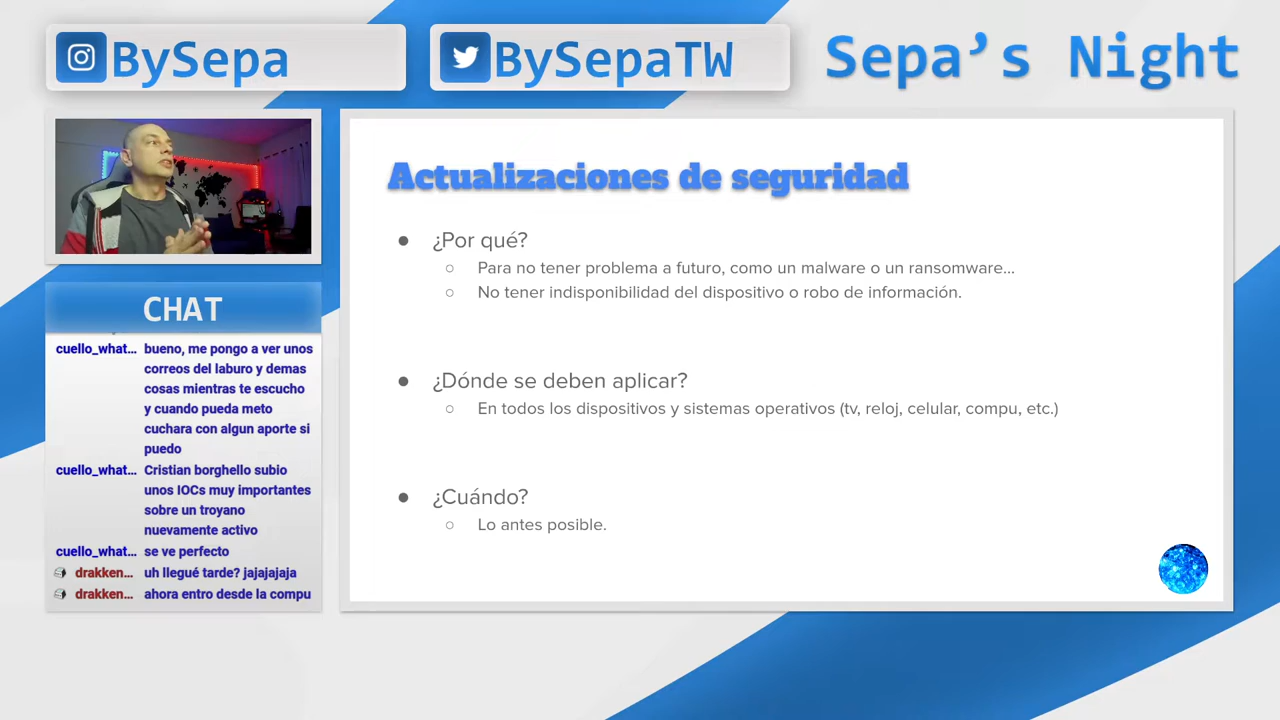 BySepa
BySepaTW
Sepa's Night
CHAT
cuello_what... bueno, me pongo a ver unos
correos del laburo y demas
cosas mientras te escucho
y cuando pueda meto
cuchara con algun aporte si
puedo
cuello_what... Cristian borghello subio
unos IOCs muy importantes
sobre un troyano
nuevamente activo
cuello_what... se ve perfecto
drakken... uh llegué tarde? jajajajaja
drakken... ahora entro desde la compu
Actualizaciones de seguridad
● ¿Por qué?
○ Para no tener problema a futuro, como un malware o un ransomware...
○ No tener indisponibilidad del dispositivo o robo de información.
● ¿Dónde se deben aplicar?
○ En todos los dispositivos y sistemas operativos (tv, reloj, celular, compu, etc.)
● ¿Cuándo?
○ Lo antes posible.